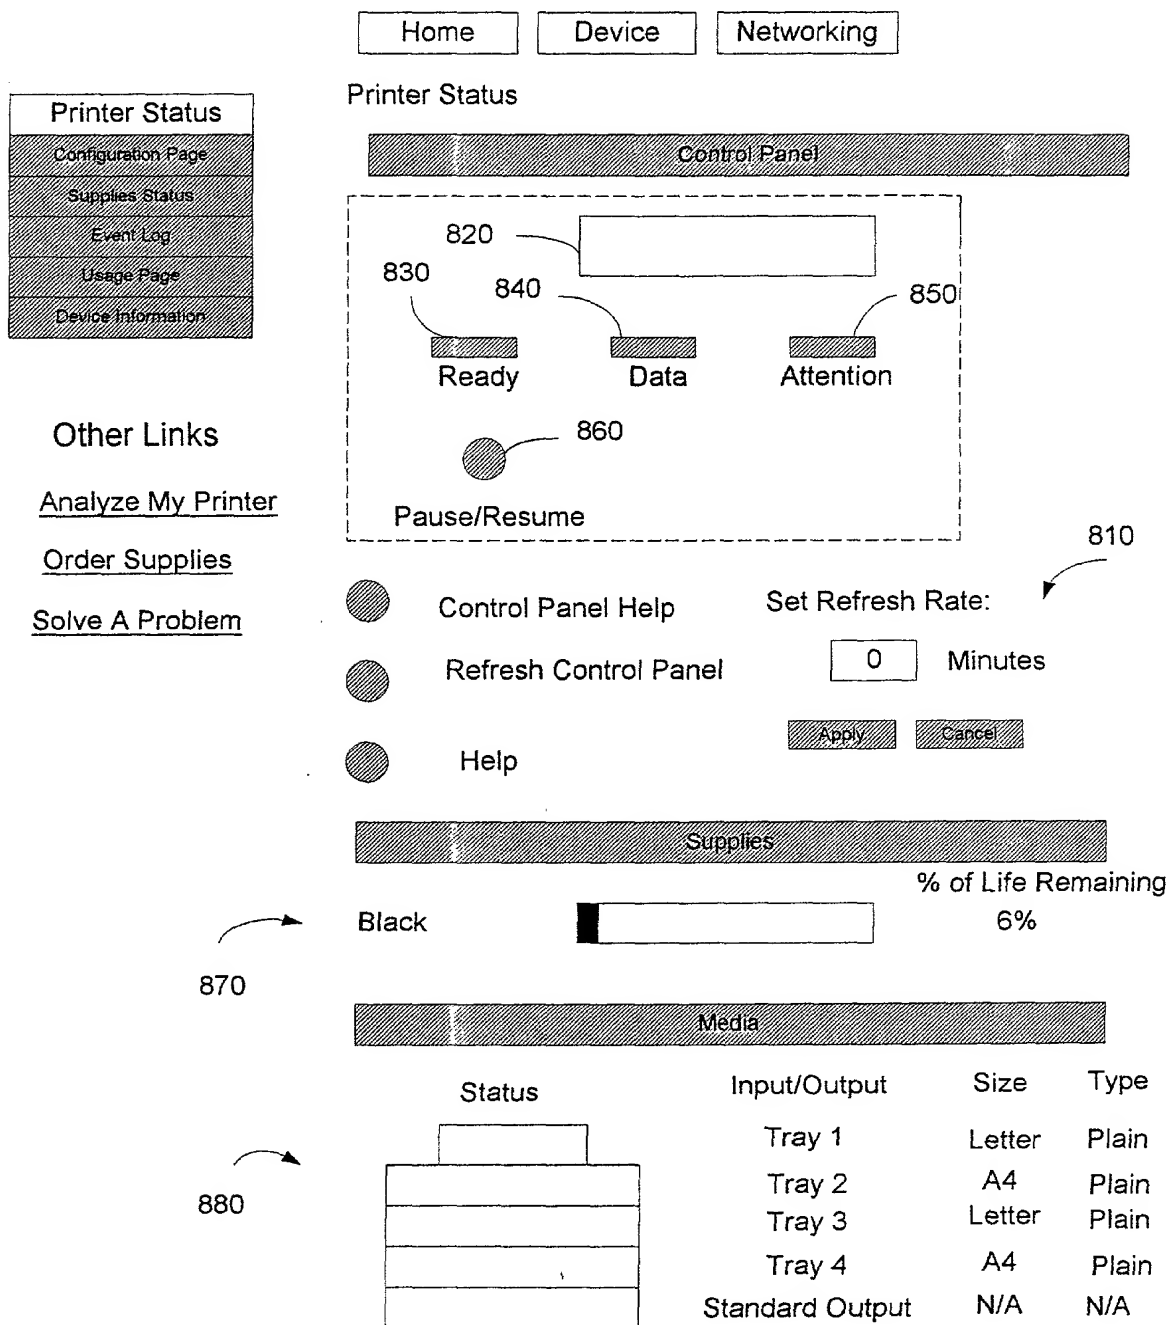 Home Device Networking
Printer Status
Printer Status
Configuration Page
Supplies Status
Event Log
Usage Page
Device Information
Other Links
Analyze My Printer
Order Supplies
Solve A Problem
Control Panel
820
830
840
850
Ready Data Attention
860
Pause/Resume
810
Control Panel Help
Refresh Control Panel
Help
Set Refresh Rate:
0 Minutes
Apply Cancel
Supplies
% of Life Remaining
Black 6%
870
Media
Status
880
Input/Output Size Type
Tray 1 Letter Plain
Tray 2 A4 Plain
Tray 3 Letter Plain
Tray 4 A4 Plain
Standard Output N/A N/A